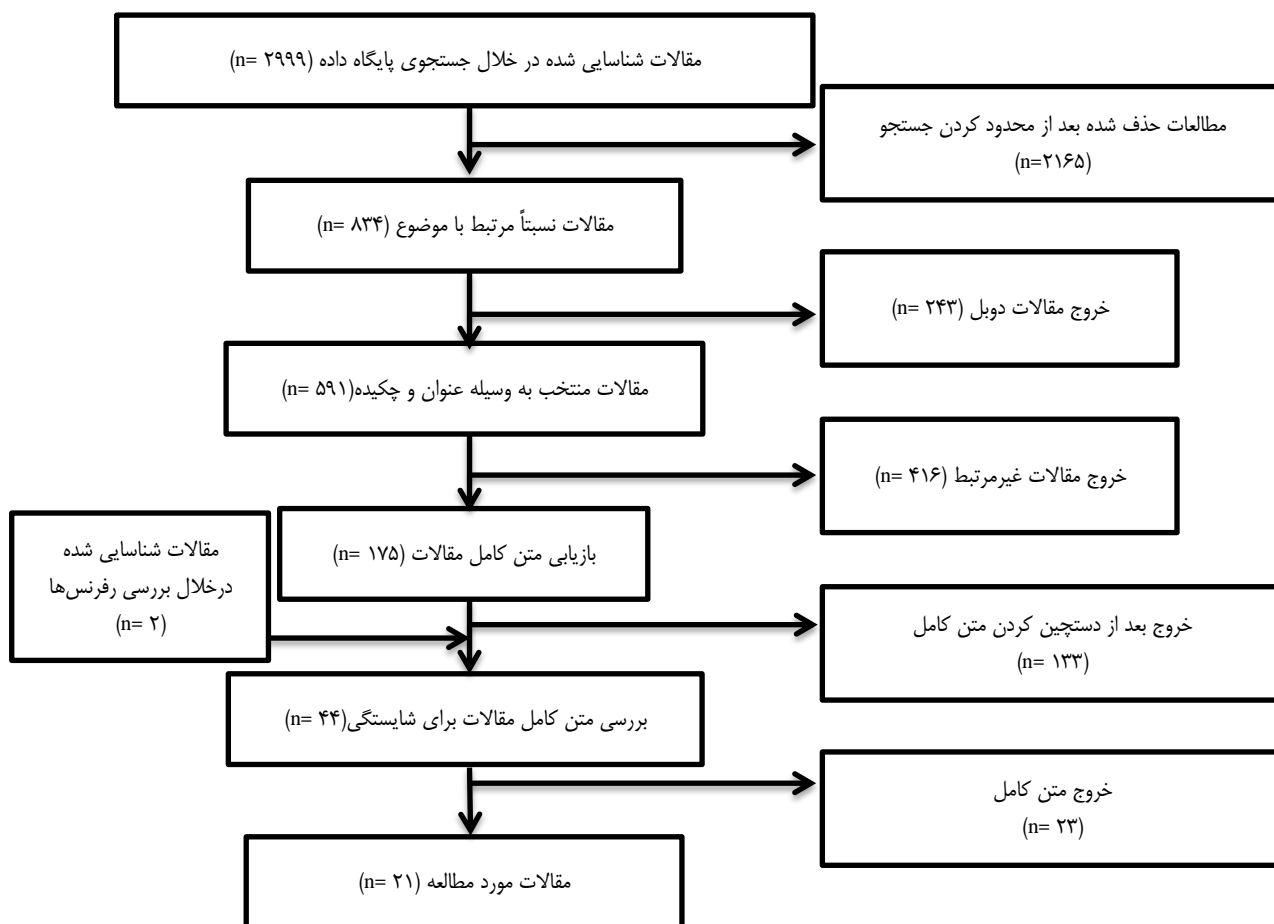 مقالات شناسایی شده در خلال جستجوی پایگاه داده (n= ۲۹۹۹)
مطالعات حذف شده بعد از محدود کردن جستجو
(n=۲۱۶۵)
مقالات نسبتاً مرتبط با موضوع (n= ۸۳۴)
خروج مقالات دوبل (n= ۲۴۳)
مقالات منتخب به وسیله عنوان و چکیده(n= ۵۹۱)
خروج مقالات غیرمرتبط (n= ۴۱۶)
بازیابی متن کامل مقالات (n= ۱۷۵)
مقالات شناسایی شده
درخلال بررسی رفرنس‌ها
(n= ۲)
خروج بعد از دستچین کردن متن کامل
(n= ۱۳۳)
بررسی متن کامل مقالات برای شایستگی(n= ۴۴)
خروج متن کامل
(n= ۲۳)
مقالات مورد مطالعه (n= ۲۱)